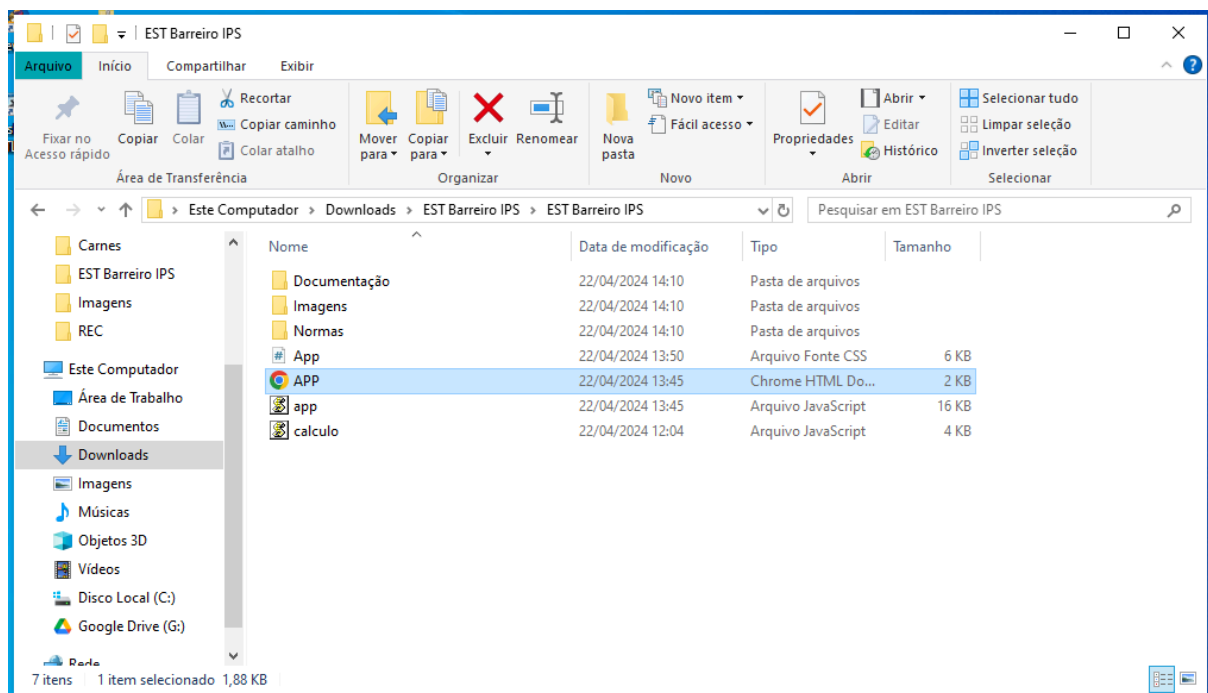 EST Barreiro IPS
Arquivo Início Compartilhar Exibir
Fixar no Acesso rápido
Copiar
Colar
Recortar
Copiar caminho
Colar atalho
Área de Transferência
Mover para
Copiar para
Excluir
Renomear
Organizar
Nova pasta
Novo item
Fácil acesso
Novo
Propriedades
Abrir
Editar
Histórico
Abrir
Selecionar tudo
Limpar seleção
Inverter seleção
Selecionar
Este Computador > Downloads > EST Barreiro IPS > EST Barreiro IPS
Pesquisar em EST Barreiro IPS
Carnes
EST Barreiro IPS
Imagens
REC
Este Computador
Área de Trabalho
Documentos
Downloads
Imagens
Músicas
Objetos 3D
Vídeos
Disco Local (C:)
Google Drive (G:)
Rede
Nome Data de modificação Tipo Tamanho
Documentação 22/04/2024 14:10 Pasta de arquivos
Imagens 22/04/2024 14:10 Pasta de arquivos
Normas 22/04/2024 14:10 Pasta de arquivos
App 22/04/2024 13:50 Arquivo Fonte CSS 6 KB
APP 22/04/2024 13:45 Chrome HTML Do... 2 KB
app 22/04/2024 13:45 Arquivo JavaScript 16 KB
calculo 22/04/2024 12:04 Arquivo JavaScript 4 KB
7 itens 1 item selecionado 1,88 KB